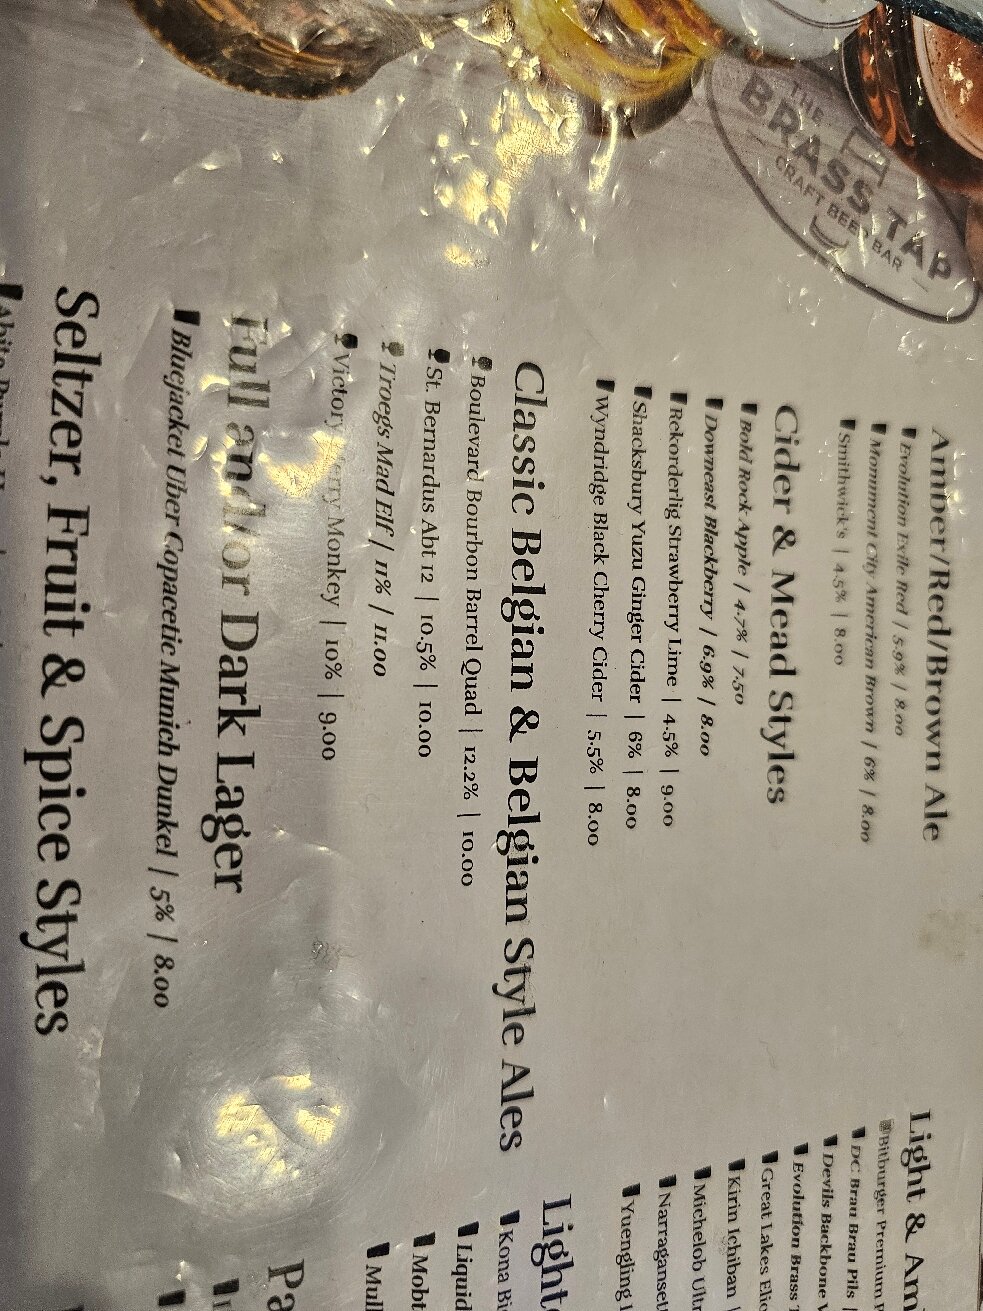 THE
BRASS TAP
CRAFT BEER BAR
Amber/Red/Brown Ale
Evolution Exile Red | 5.9% | 8.00
Monument City American Brown | 6% | 8.00
Smithwick's | 4.5% | 8.00
Cider & Mead Styles
Bold Rock Apple | 4.7% | 7.50
Downeast Blackberry | 6.9% | 8.00
Rekorderlig Strawberry Lime | 4.5% | 9.00
Shacksbury Yuzu Ginger Cider | 6% | 8.00
Wyndridge Black Cherry Cider | 5.5% | 8.00
Classic Belgian & Belgian Style Ales
Boulevard Bourbon Barrel Quad | 12.2% | 10.00
St. Bernardus Abt 12 | 10.5% | 10.00
Troegs Mad Elf | 11% | 11.00
Victory Monkey | 10% | 9.00
Full and/or Dark Lager
Bluejacket Uber Copacetic Munich Dunkel | 5% | 8.00
Seltzer, Fruit & Spice Styles
Light & Am
Bitburger Premium
DC Brau Brau Pils
Devils Backbone
Evolution Brass
Great Lakes Elio
Kirin Ichiban |
Michelob Ultr
Narraganset
Yuengling
Light
Kona Bi
Liquid
Mobt
Mull
Pa